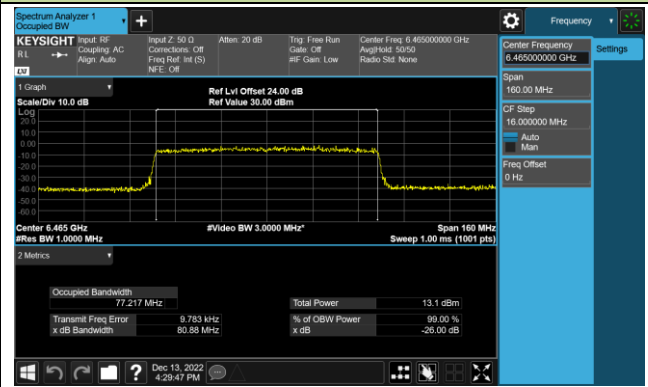 Spectrum Analyzer 1
Occupied BW
+
Frequency
KEYSIGHT
RL
LXI
Input: RF
Coupling: AC
Align: Auto
Input Z: 50 Ω
Corrections: Off
Freq Ref: Int (S)
NFE: Off
Atten: 20 dB
Trig: Free Run
Gate: Off
#IF Gain: Low
Center Freq: 6.465000000 GHz
Avg|Hold: 50/50
Radio Std: None
Center Frequency
6.465000000 GHz
Settings
Span
160.00 MHz
CF Step
16.000000 MHz
Auto
Man
Freq Offset
0 Hz
1 Graph
Scale/Div 10.0 dB
Ref Lvl Offset 24.00 dB
Ref Value 30.00 dBm
Log
20.0
10.0
0.00
-10.0
-20.0
-30.0
-40.0
-50.0
-60.0
Center 6.465 GHz
#Res BW 1.0000 MHz
#Video BW 3.0000 MHz*
Span 160 MHz
Sweep 1.00 ms (1001 pts)
2 Metrics
Occupied Bandwidth
77.217 MHz
Total Power 13.1 dBm
Transmit Freq Error 9.783 kHz
% of OBW Power 99.00 %
x dB Bandwidth 80.88 MHz
x dB -26.00 dB
?
Dec 13, 2022
4:29:47 PM